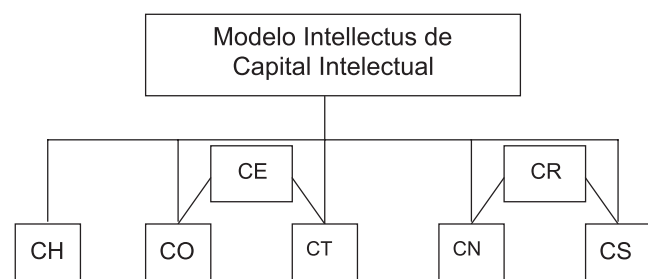 Modelo Intellectus de
Capital Intelectual
CE
CR
CH
CO
CT
CN
CS